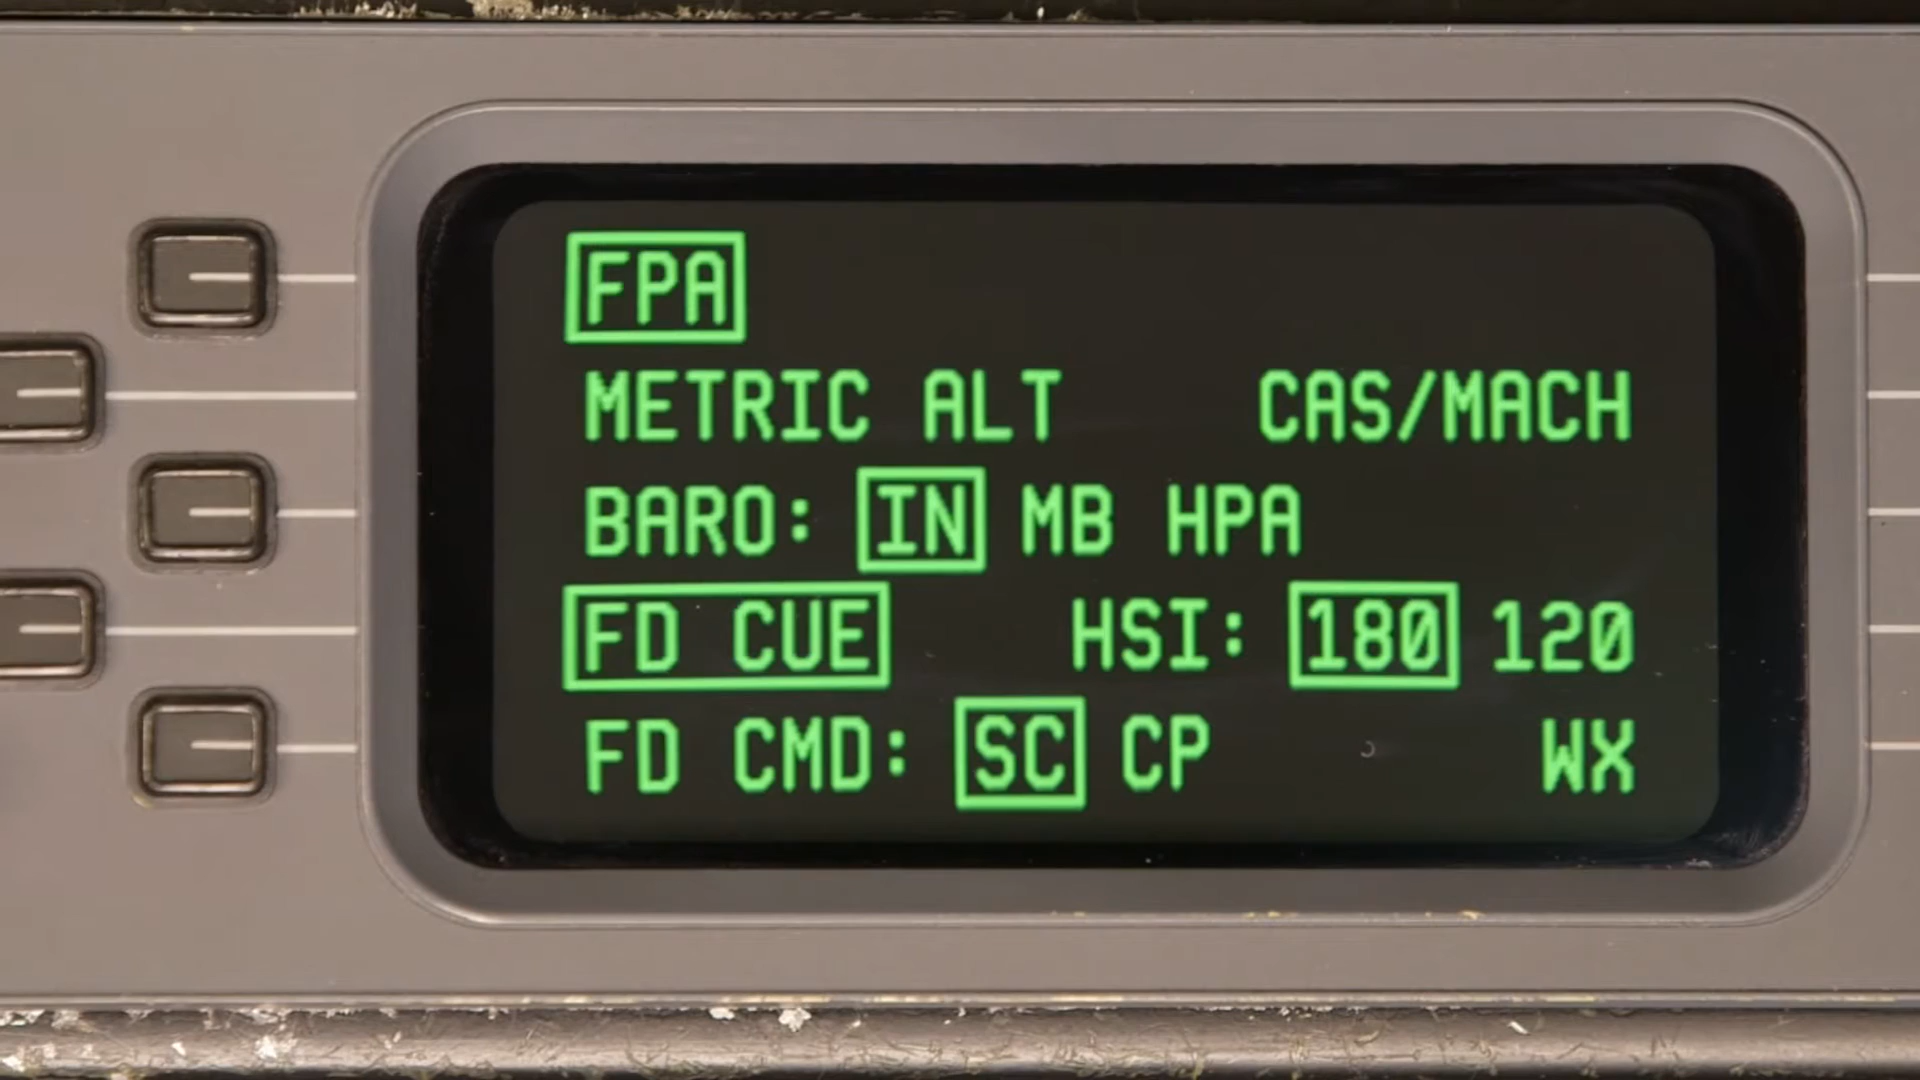 FPA
METRIC ALT CAS/MACH
BARO: IN MB HPA
FD CUE HSI: 180 120
FD CMD: SC CP WX